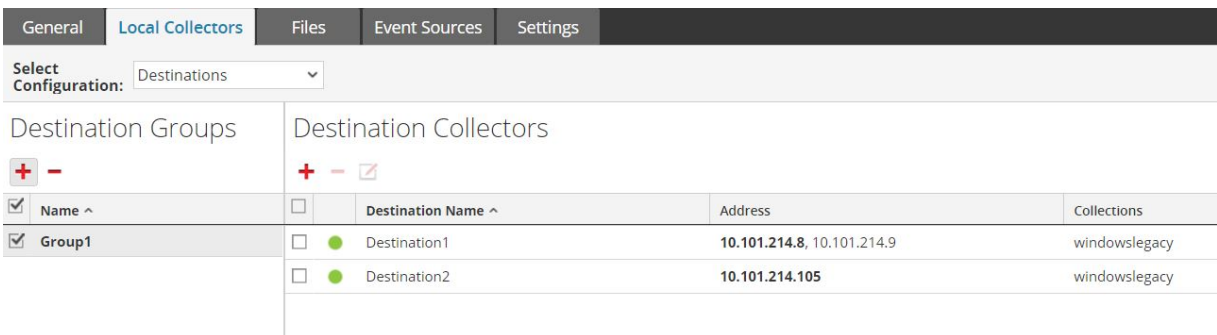 General Local Collectors Files Event Sources Settings
Select
Configuration: Destinations
Destination Groups Destination Collectors
Name Destination Name Address Collections
Group1 Destination1 10.101.214.8, 10.101.214.9 windowslegacy
Destination2 10.101.214.105 windowslegacy